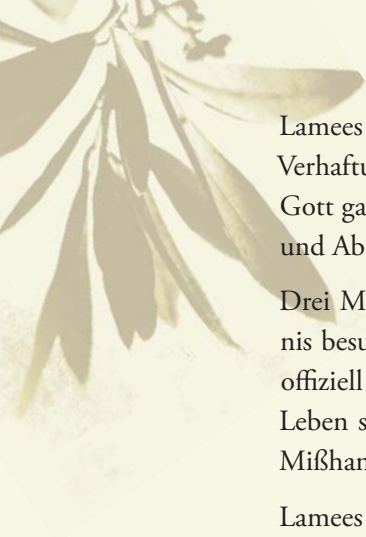 Lamees
Verhaftu
Gott ga
und Ab
Drei M
nis besu
offiziell
Leben s
Mißhan
Lamees